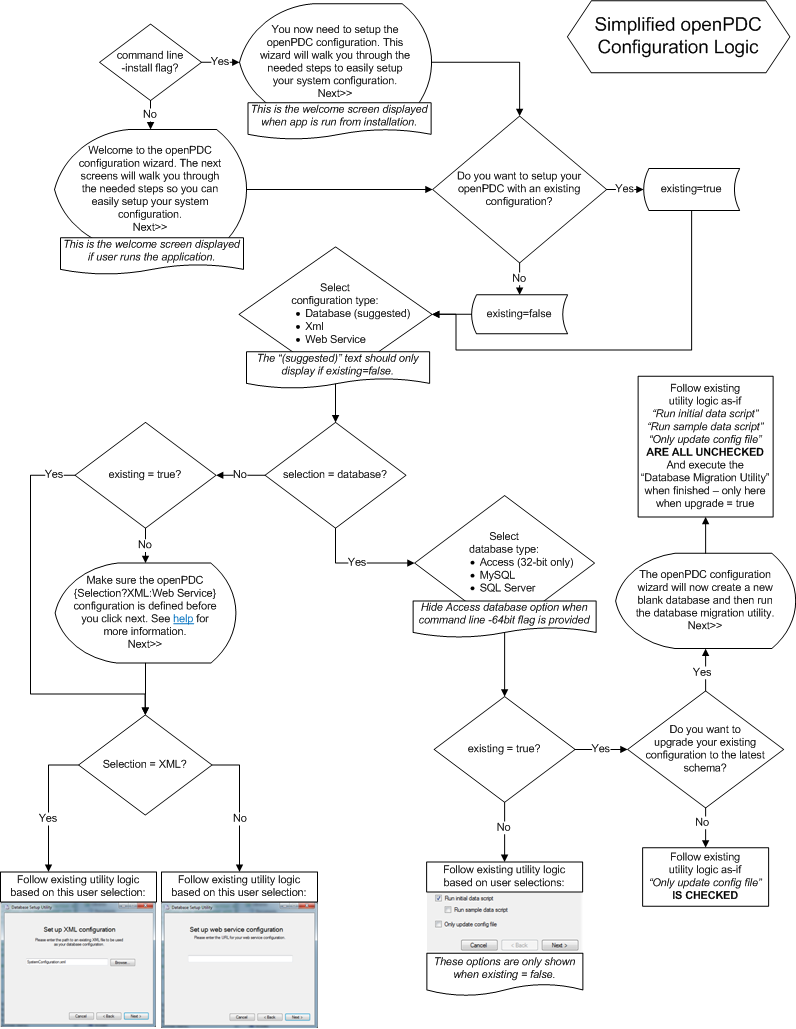 Simplified openPDC
Configuration Logic
command line
-install flag?
Yes
No
You now need to setup the
openPDC configuration. This
wizard will walk you through the
needed steps to easily setup
your system configuration.
Next>>
This is the welcome screen displayed
when app is run from installation.
Welcome to the openPDC
configuration wizard. The next
screens will walk you through
the needed steps so you can
easily setup your system
configuration.
Next>>
This is the welcome screen displayed
if user runs the application.
Do you want to setup your
openPDC with an existing
configuration?
Yes
existing=true
No
existing=false
Select
configuration type:
• Database (suggested)
• Xml
• Web Service
The “(suggested)” text should only
display if existing=false.
selection = database?
No
existing = true?
Yes
No
Make sure the openPDC
{Selection?XML:Web Service}
configuration is defined before
you click next. See help for
more information.
Next>>
Selection = XML?
Yes
No
Follow existing utility logic
based on this user selection:
Database Setup Utility
Set up XML configuration
Please enter the path to an existing XML file to be used
as your database configuration.
SystemConfiguration.xml
Browse...
Cancel
< Back
Next >
Follow existing utility logic
based on this user selection:
Database Setup Utility
Set up web service configuration
Please enter the URL for your web service configuration.
Cancel
< Back
Next >
Yes
Select
database type:
• Access (32-bit only)
• MySQL
• SQL Server
Hide Access database option when
command line -64bit flag is provided
existing = true?
Yes
No
Follow existing utility logic
based on user selections:
Run initial data script
Run sample data script
Only update config file
Cancel
< Back
Next >
These options are only shown
when existing = false.
Do you want to
upgrade your existing
configuration to the latest
schema?
Yes
The openPDC configuration
wizard will now create a new
blank database and then run
the database migration utility.
Next>>
Follow existing
utility logic as-if
“Run initial data script”
“Run sample data script”
“Only update config file”
ARE ALL UNCHECKED
And execute the
“Database Migration Utility”
when finished – only here
when upgrade = true
No
Follow existing
utility logic as-if
“Only update config file”
IS CHECKED